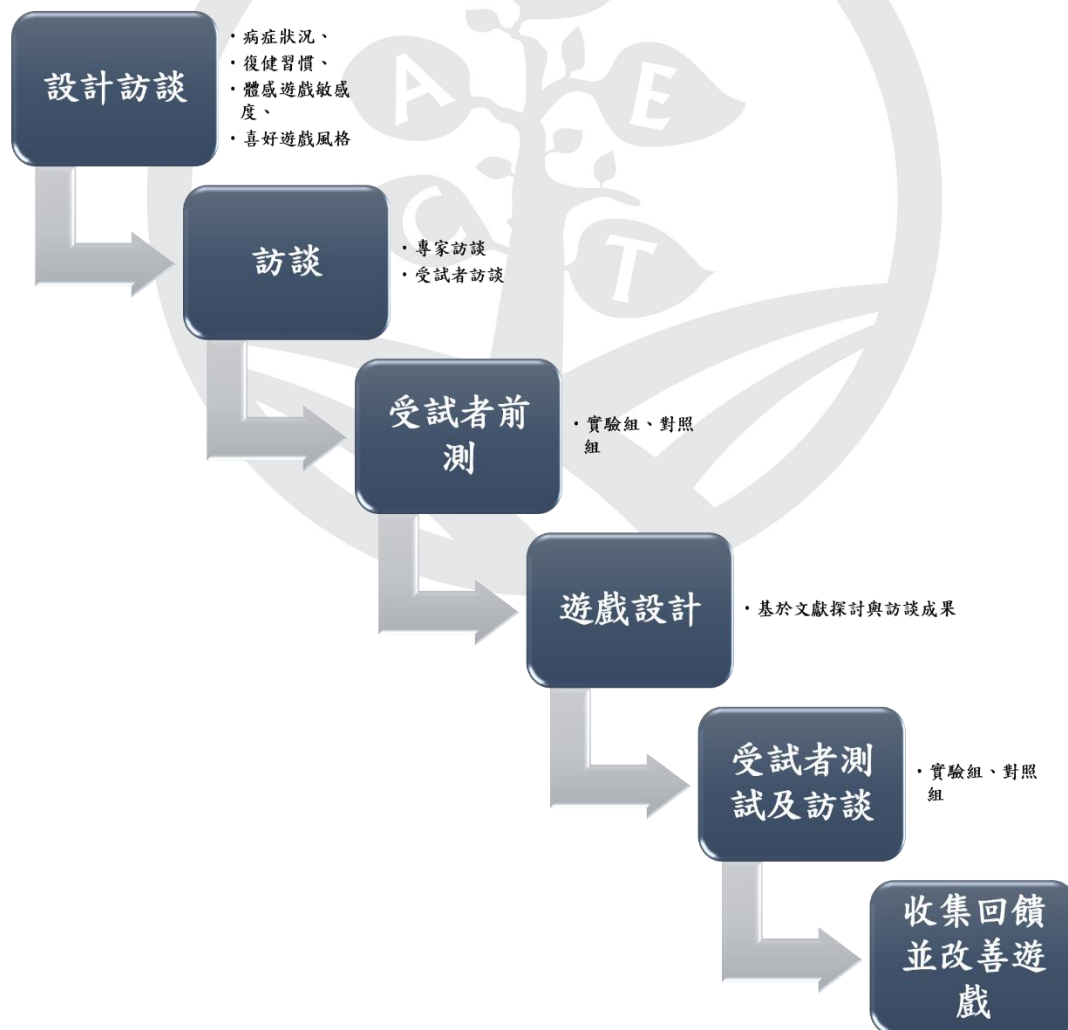 設計訪談
・病症狀況、
・復健習慣、
・體感遊戲敏感
度、
・喜好遊戲風格
訪談
・專家訪談
・受試者訪談
受試者前
測
・實驗組、對照
組
遊戲設計
・基於文獻探討與訪談成果
受試者測
試及訪談
・實驗組、對照
組
收集回饋
並改善遊
戲
A
E
C
T